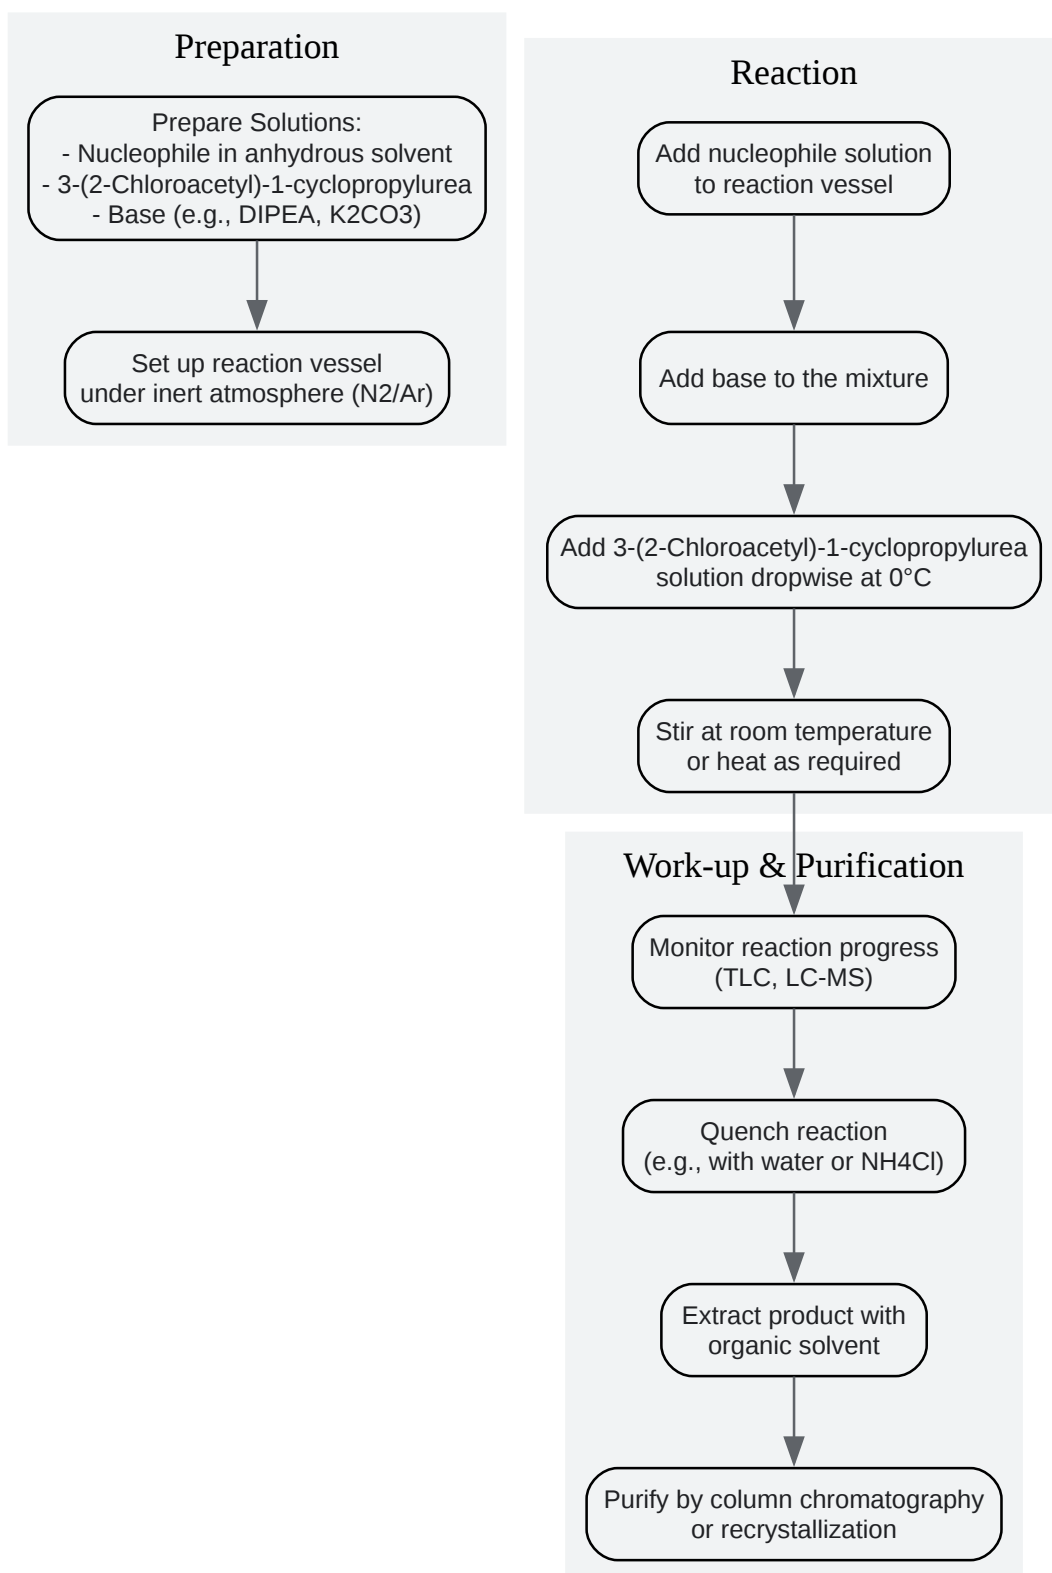 Preparation
Prepare Solutions:
- Nucleophile in anhydrous solvent
- 3-(2-Chloroacetyl)-1-cyclopropylurea
- Base (e.g., DIPEA, K2CO3)
Set up reaction vessel
under inert atmosphere (N2/Ar)
Reaction
Add nucleophile solution
to reaction vessel
Add base to the mixture
Add 3-(2-Chloroacetyl)-1-cyclopropylurea
solution dropwise at 0°C
Stir at room temperature
or heat as required
Work-up & Purification
Monitor reaction progress
(TLC, LC-MS)
Quench reaction
(e.g., with water or NH4Cl)
Extract product with
organic solvent
Purify by column chromatography
or recrystallization